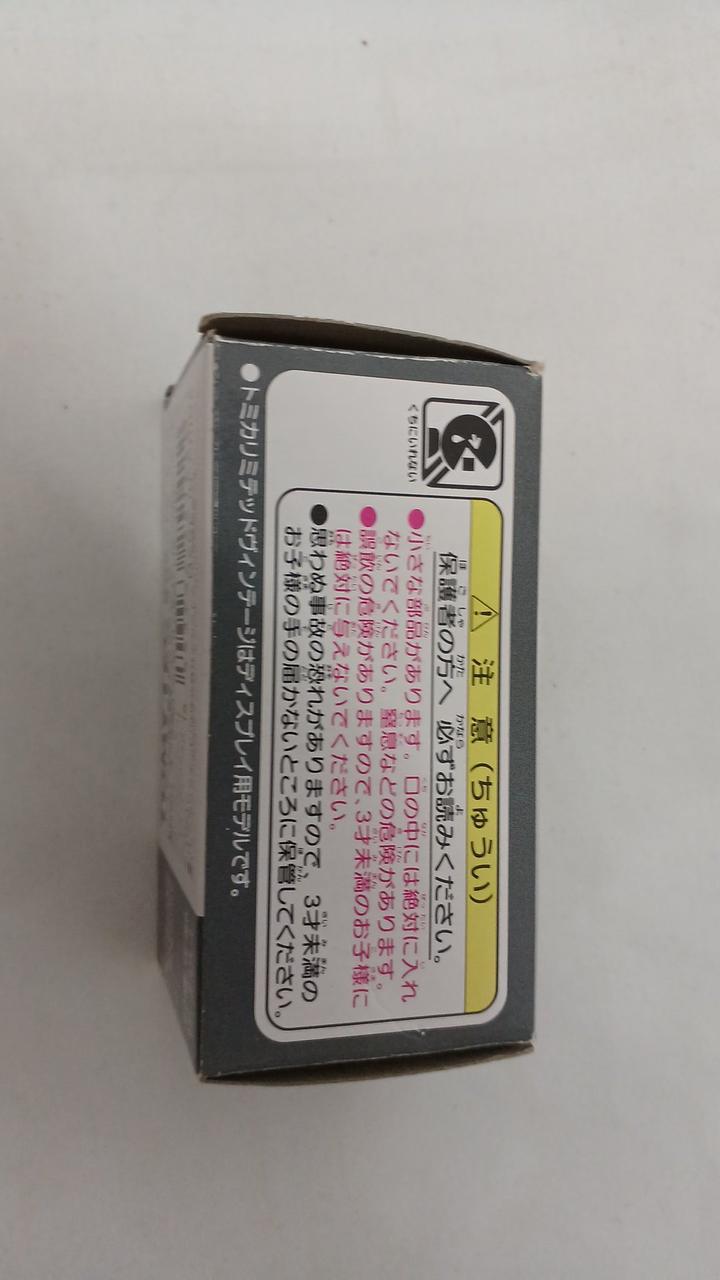 くちにいれない
⚠ 注意(ちゅうい)
保護者の方へ 必ずお読みください。
●小さな部品があります。口の中には絶対に入れ
ないでください。窒息などの危険があります。
●誤飲の危険がありますので、3才未満のお子様に
は絶対に与えないでください。
●思わぬ事故の恐れがありますので、3才未満の
お子様の手の届かないところに保管してください。
●トミカリミテッドヴィンテージはディスプレイ用モデルです。